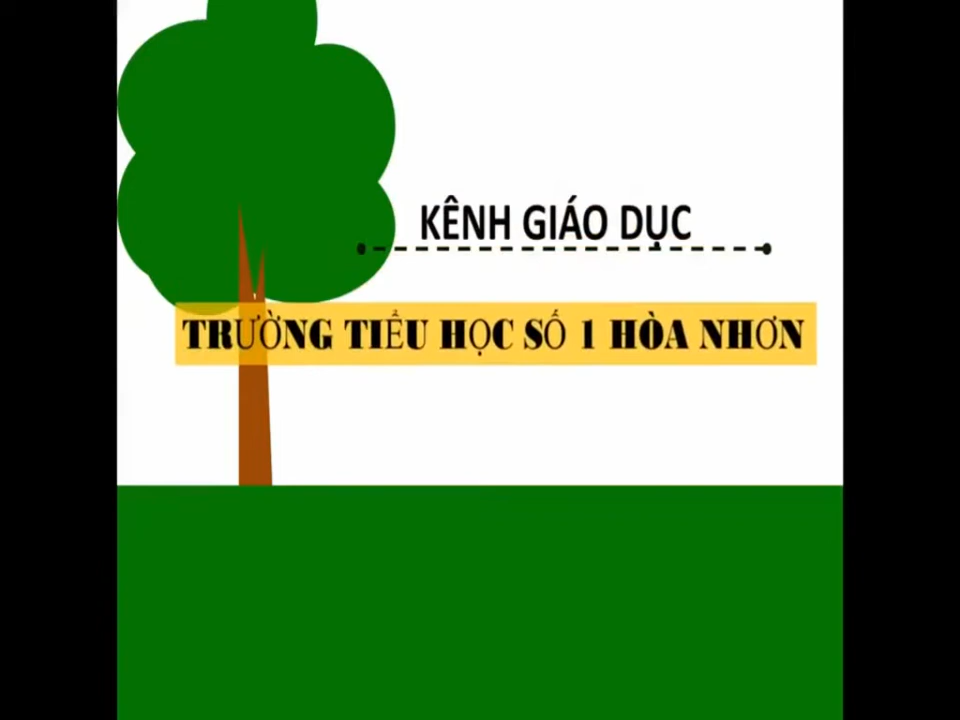 KÊNH GIÁO DỤC
TRƯỜNG TIỂU HỌC SỐ 1 HÒA NHƠN